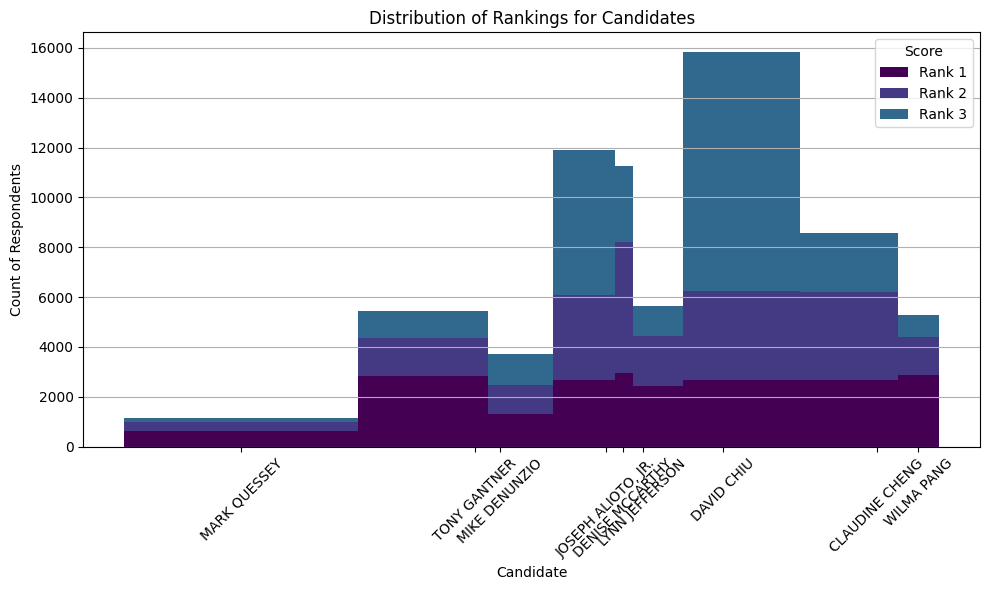 Distribution of Rankings for Candidates
Score
Rank 1
Rank 2
Rank 3
16000
14000
12000
10000
8000
6000
4000
2000
0
Count of Respondents
MARK QUESSEY
TONY GANTNER
MIKE DENUNZIO
JOSEPH ALIOTO, JR.
DENISE MCCARTHY
LYNN JEFFERSON
DAVID CHIU
CLAUDINE CHENG
WILMA PANG
Candidate